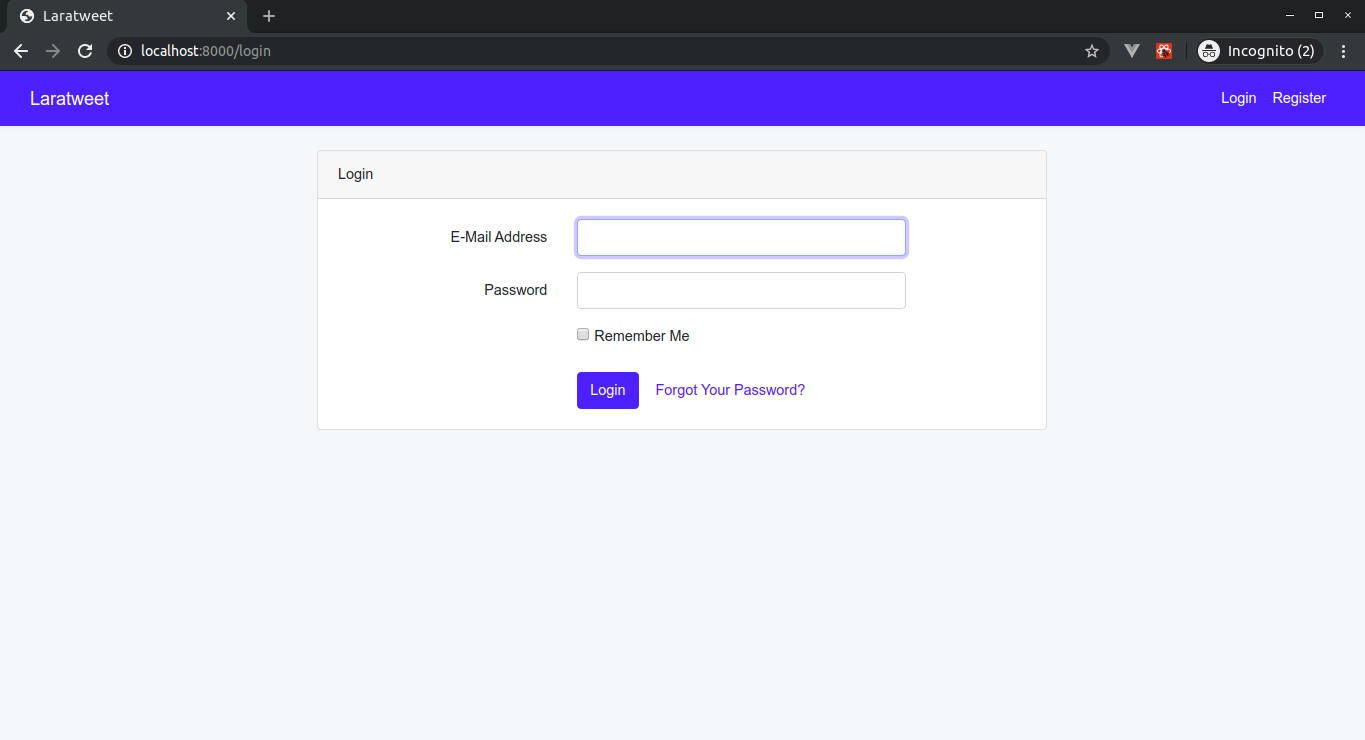 Laratweet
localhost:8000/login
Incognito (2)
Laratweet
Login Register
Login
E-Mail Address
Password
Remember Me
Login Forgot Your Password?